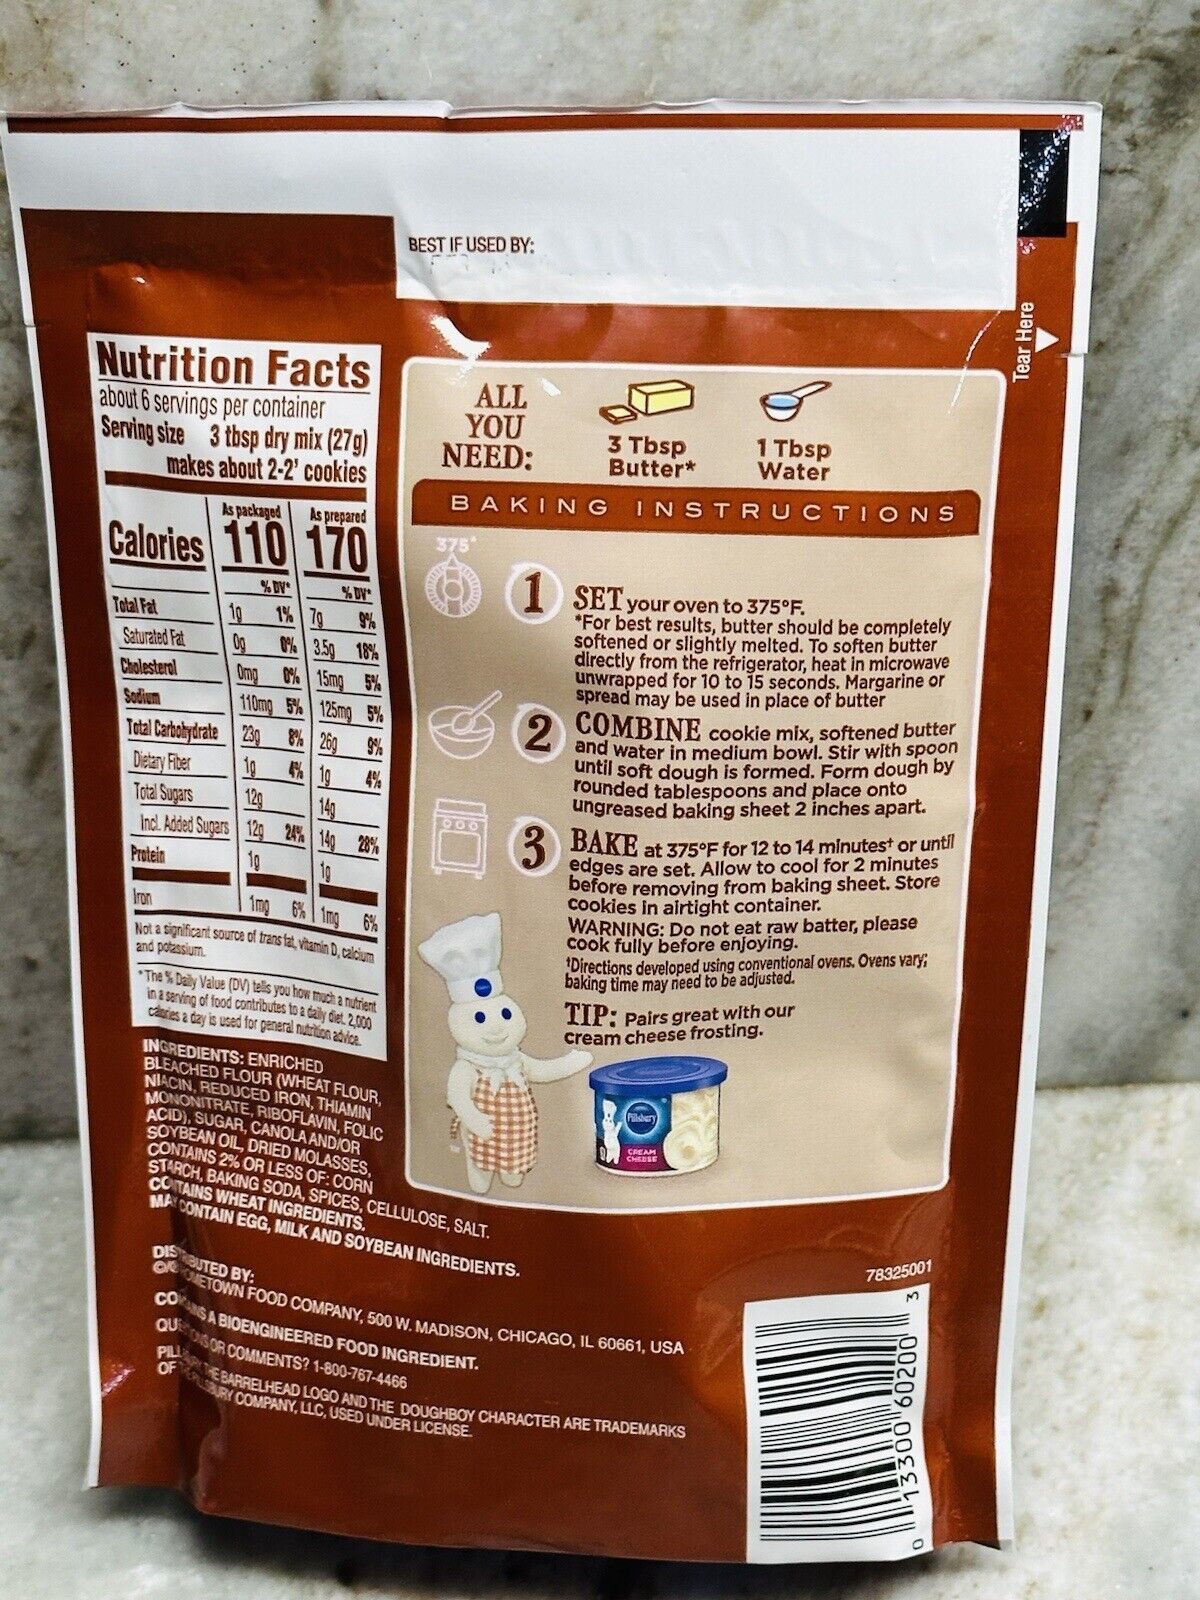 BEST IF USED BY:
Tear Here
Nutrition Facts
about 6 servings per container
Serving size 3 tbsp dry mix (27g)
makes about 2-2" cookies
As packaged As prepared
Calories 110 170
% DV* % DV*
Total Fat 1g 1% 7g 9%
Saturated Fat 0g 0% 3.5g 18%
Cholesterol 0mg 0% 15mg 5%
Sodium 110mg 5% 125mg 5%
Total Carbohydrate 23g 8% 26g 9%
Dietary Fiber 1g 4% 1g 4%
Total Sugars 12g 14g
Incl. Added Sugars 12g 24% 14g 28%
Protein 1g 1g
Iron 1mg 6% 1mg 6%
Not a significant source of trans fat, vitamin D, calcium
and potassium.
*The % Daily Value (DV) tells you how much a nutrient
in a serving of food contributes to a daily diet. 2,000
calories a day is used for general nutrition advice.
INGREDIENTS: ENRICHED
BLEACHED FLOUR (WHEAT FLOUR,
NIACIN, REDUCED IRON, THIAMIN
MONONITRATE, RIBOFLAVIN, FOLIC
ACID), SUGAR, CANOLA AND/OR
SOYBEAN OIL, DRIED MOLASSES,
CONTAINS 2% OR LESS OF: CORN
STARCH, BAKING SODA, SPICES, CELLULOSE, SALT.
CONTAINS WHEAT INGREDIENTS.
MAY CONTAIN EGG, MILK AND SOYBEAN INGREDIENTS.
DISTRIBUTED BY:
HOMETOWN FOOD COMPANY, 500 W. MADISON, CHICAGO, IL 60661, USA
CONTAINS A BIOENGINEERED FOOD INGREDIENT.
QUESTIONS OR COMMENTS? 1-800-767-4466
PILLSBURY, THE BARRELHEAD LOGO AND THE DOUGHBOY CHARACTER ARE TRADEMARKS
OF THE PILLSBURY COMPANY, LLC, USED UNDER LICENSE.
ALL
YOU
NEED:
3 Tbsp
Butter*
1 Tbsp
Water
BAKING INSTRUCTIONS
375°
1 SET your oven to 375°F.
*For best results, butter should be completely
softened or slightly melted. To soften butter
directly from the refrigerator, heat in microwave
unwrapped for 10 to 15 seconds. Margarine or
spread may be used in place of butter
2 COMBINE cookie mix, softened butter
and water in medium bowl. Stir with spoon
until soft dough is formed. Form dough by
rounded tablespoons and place onto
ungreased baking sheet 2 inches apart.
3 BAKE at 375°F for 12 to 14 minutes† or until
edges are set. Allow to cool for 2 minutes
before removing from baking sheet. Store
cookies in airtight container.
WARNING: Do not eat raw batter, please
cook fully before enjoying.
†Directions developed using conventional ovens. Ovens vary;
baking time may need to be adjusted.
TIP: Pairs great with our
cream cheese frosting.
Pillsbury
CREAM
CHEESE
78325001
0 13300 60200 3